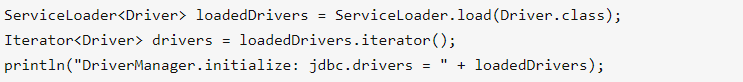 ServiceLoader<Driver> loadedDrivers = ServiceLoader.load(Driver.class);
Iterator<Driver> drivers = loadedDrivers.iterator();
println("DriverManager.initialize: jdbc.drivers = " + loadedDrivers);